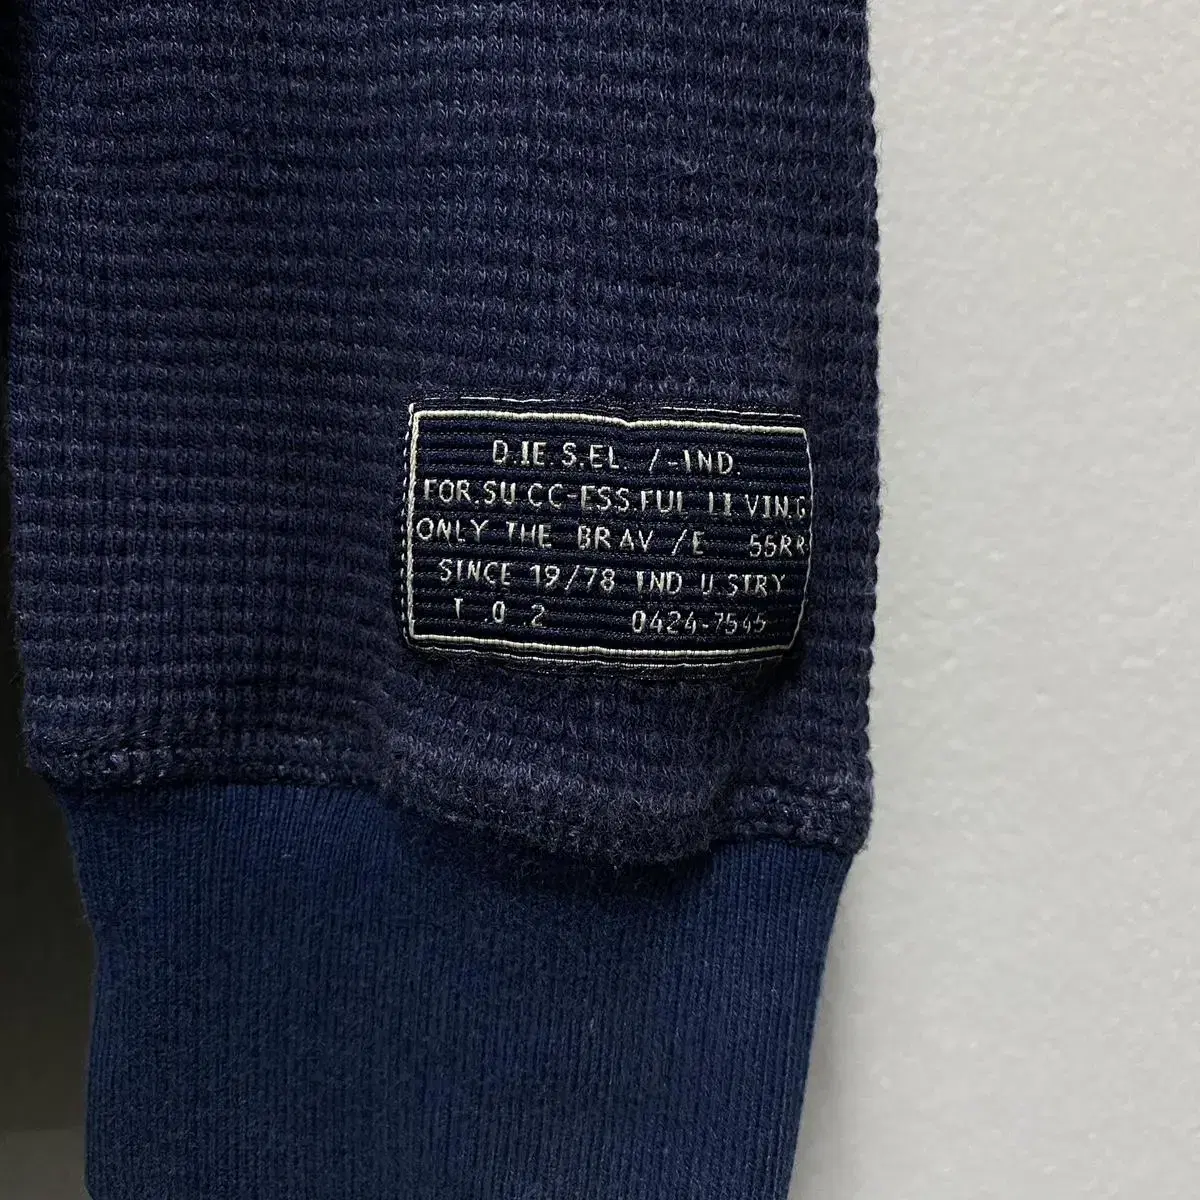 D.IE.S.EL. /-IND.
FOR.SU'CC-ESS.FUL LI VIN.G
ONLY THE BRAV /E 55RR
SINCE 19/78 IND U.STRY
T .O .2 0424-7545